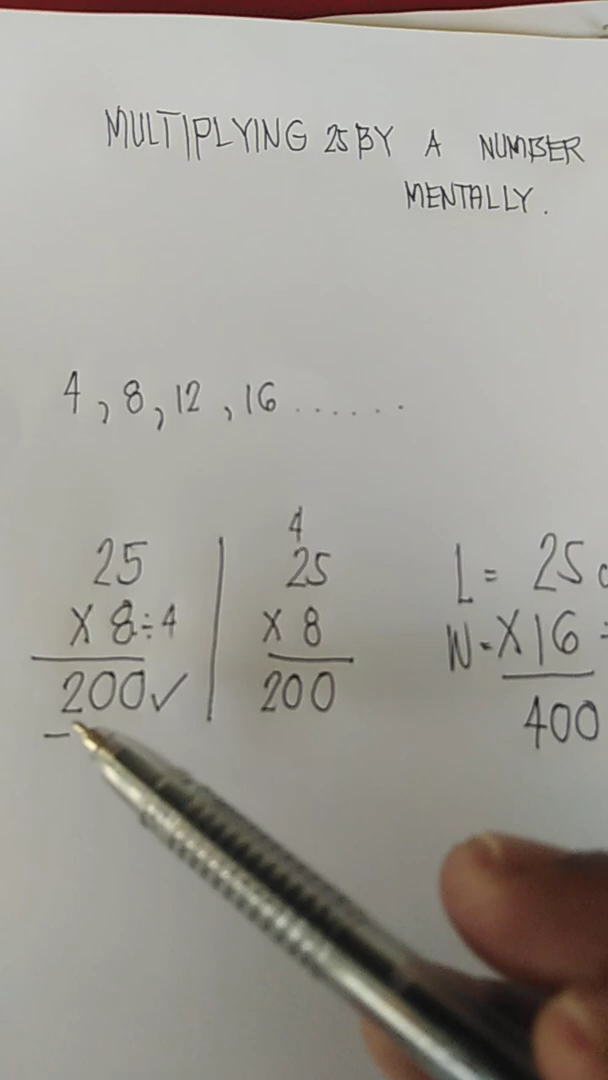 MULTIPLYING 25 BY A NUMBER
MENTALLY.
4, 8, 12, 16 ......
25
X 8÷4
200✓
4
25
X 8
200
L = 25 c
W = X16 ÷
400